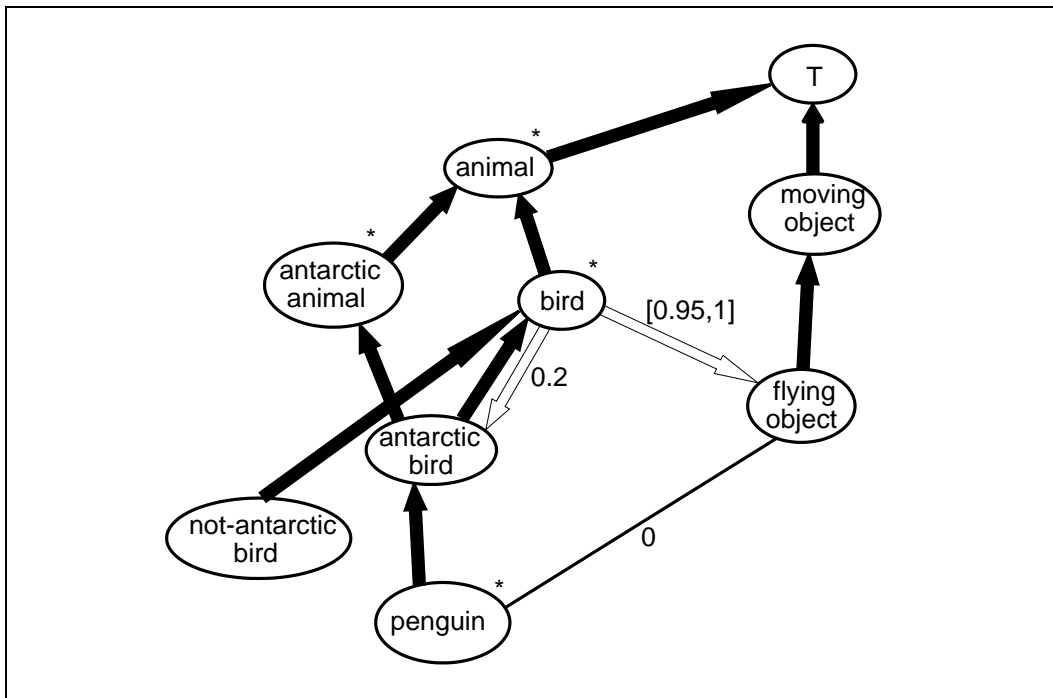 T
*
animal
moving
object
*
antarctic
animal
*
bird
[0.95,1]
0.2
flying
object
antarctic
bird
not-antarctic
bird
0
*
penguin